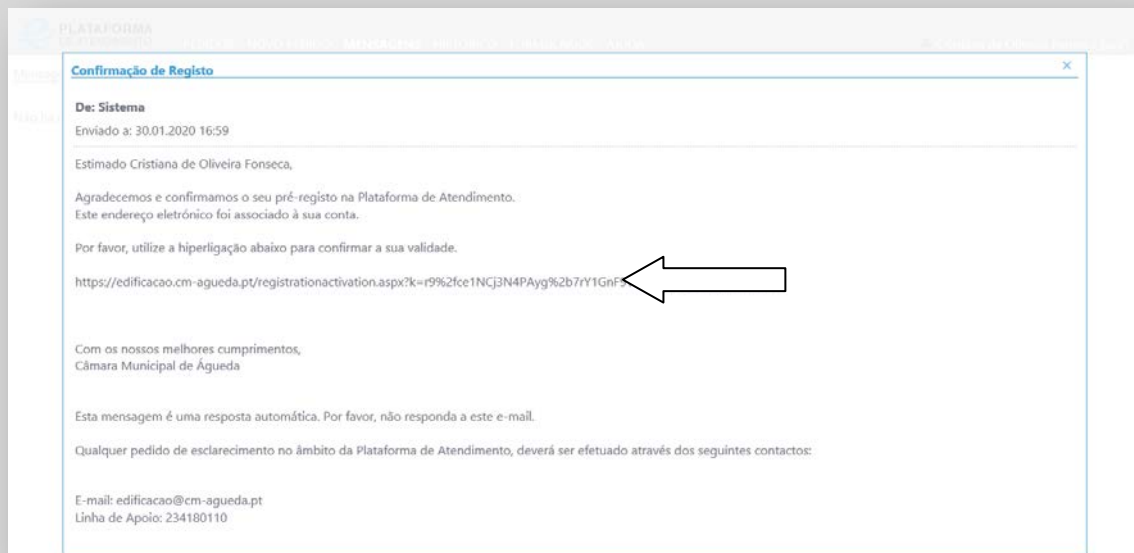 PLATAFORMA
Confirmação de Registo
De: Sistema
Enviado a: 30.01.2020 16:59
Estimado Cristiana de Oliveira Fonseca,
Agradecemos e confirmamos o seu pré-registo na Plataforma de Atendimento.
Este endereço eletrónico foi associado à sua conta.
Por favor, utilize a hiperligação abaixo para confirmar a sua validade.
https://edificacao.cm-agueda.pt/registrationactivation.aspx?k=r9%2fce1NCj3N4PAyg%2b7rY1GnF9
Com os nossos melhores cumprimentos,
Câmara Municipal de Águeda
Esta mensagem é uma resposta automática. Por favor, não responda a este e-mail.
Qualquer pedido de esclarecimento no âmbito da Plataforma de Atendimento, deverá ser efetuado através dos seguintes contactos:
E-mail: edificacao@cm-agueda.pt
Linha de Apoio: 234180110